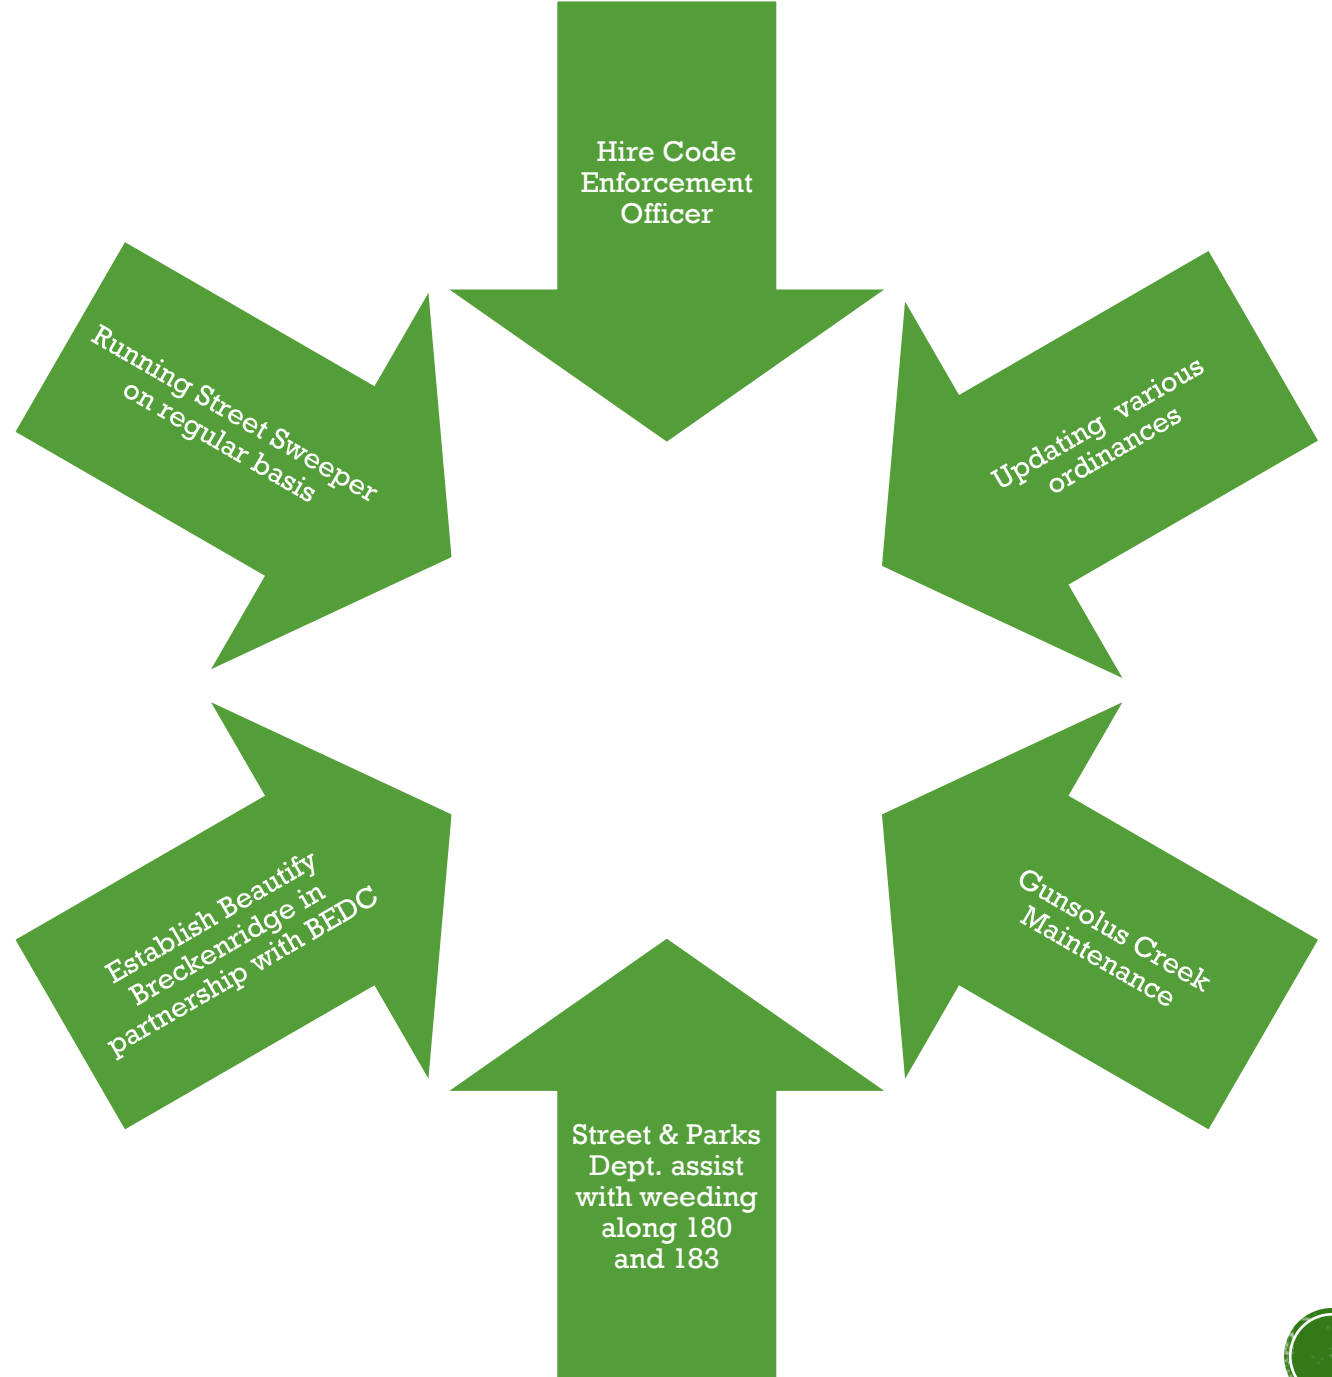 Hire Code
Enforcement
Officer
Updating  various
ordinances
Gunsolus Creek
Maintenance
Street & Parks
Dept. assist
with weeding
along 180
and 183
Establish Beautify
Breckenridge in
partnership with BEDC
Running Street Sweeper
on regular basis